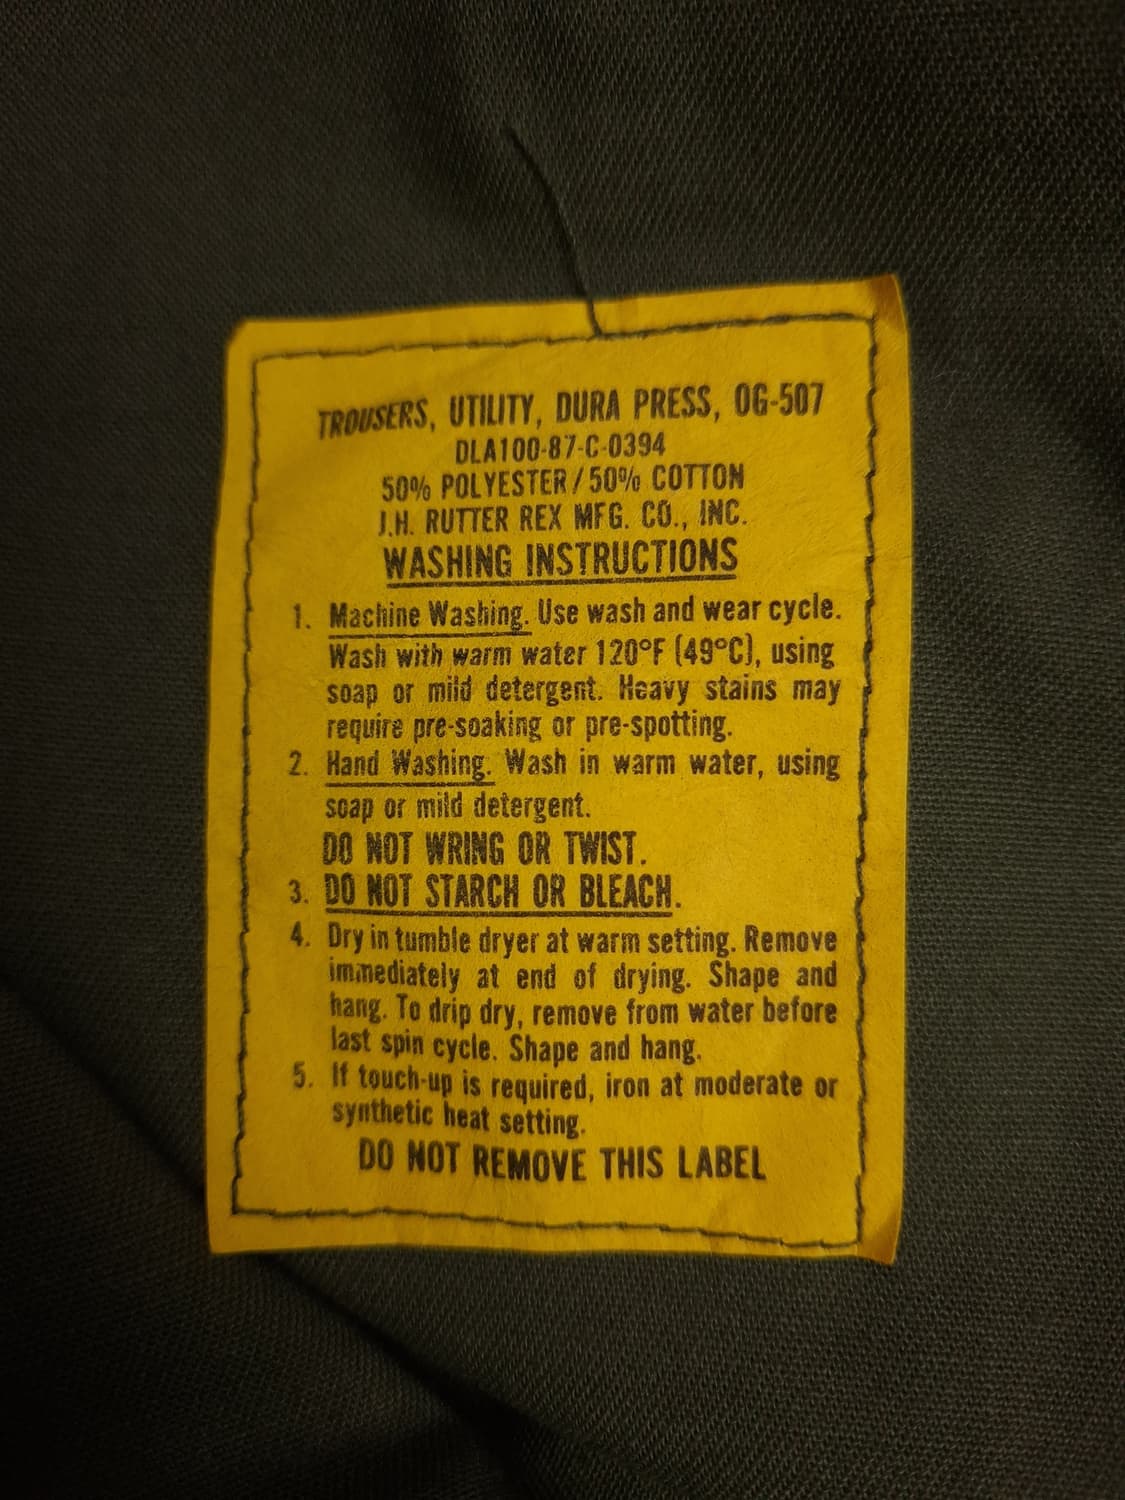 TROUSERS, UTILITY, DURA PRESS, OG-507
DLA100-87-C-0394
50% POLYESTER/50% COTTON
J.H. RUTTER REX MFG. CO., INC.
WASHING INSTRUCTIONS
1. Machine Washing. Use wash and wear cycle.
Wash with warm water 120°F (49°C), using
soap or mild detergent. Heavy stains may
require pre-soaking or pre-spotting.
2. Hand Washing. Wash in warm water, using
soap or mild detergent.
DO NOT WRING OR TWIST.
3. DO NOT STARCH OR BLEACH.
4. Dry in tumble dryer at warm setting. Remove
immediately at end of drying. Shape and
hang. To drip dry, remove from water before
last spin cycle. Shape and hang.
5. If touch-up is required, iron at moderate or
synthetic heat setting.
DO NOT REMOVE THIS LABEL